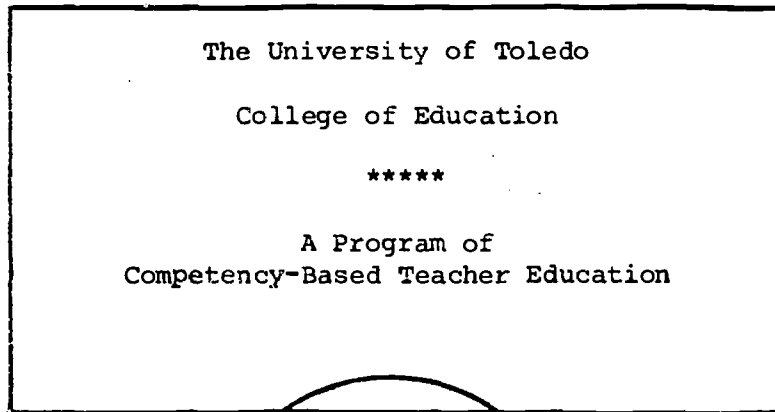 The University of Toledo
College of Education
*****
A Program of
Competency-Based Teacher Education